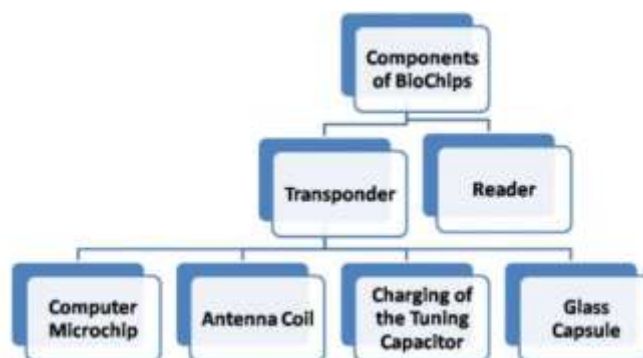 Components
of BioChips
Transponder
Reader
Computer
Microchip
Antenna Coil
Charging of
the Tuning
Capacitor
Glass
Capsule